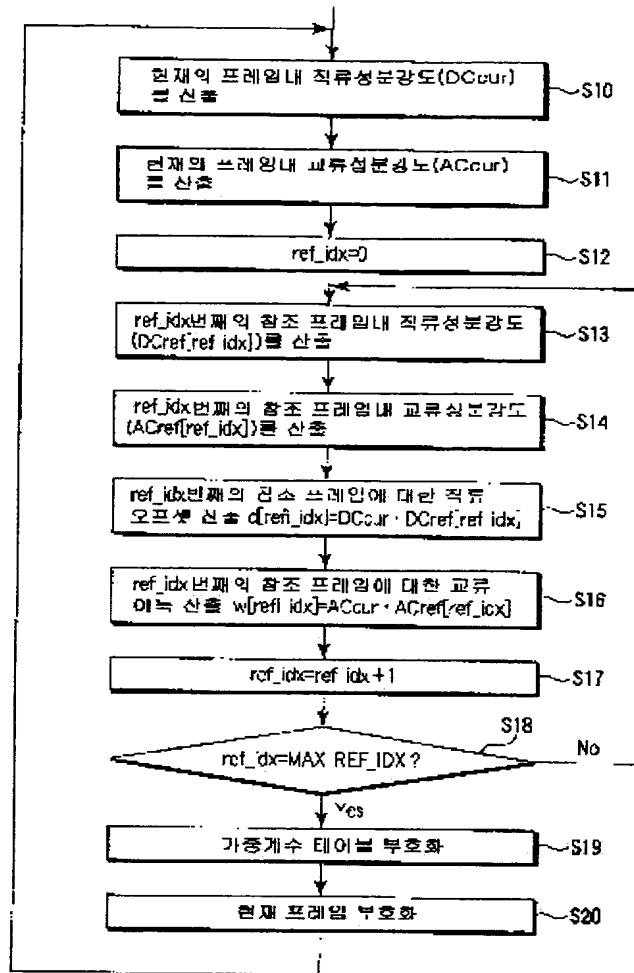 현재의 프레임내 직류성분강도(DCcur)
를 산출
S10
현재의 프레임내 교류성분강도(ACcur)
를 산출
S11
ref_idx=0
S12
ref_idx번째의 참조 프레임내 직류성분강도
(DCref[ref_idx])를 산출
S13
ref_idx번째의 참조 프레임내 교류성분강도
(ACref[ref_idx])를 산출
S14
ref_idx번째의 참조 프레임에 대한 직류
오프셋 산출 d[refi_idx]=DCcur · DCref[ref_idx]
S15
ref_idx번째의 참조 프레임에 대한 교류
이득 산출 w[refi_idx]=ACcur · ACref[ref_idx]
S16
ref_idx=ref_idx+1
S17
S18
ref_idx=MAX_REF_IDX?
No
Yes
가중계수 테이블 부호화
S19
현재 프레임 부호화
S20